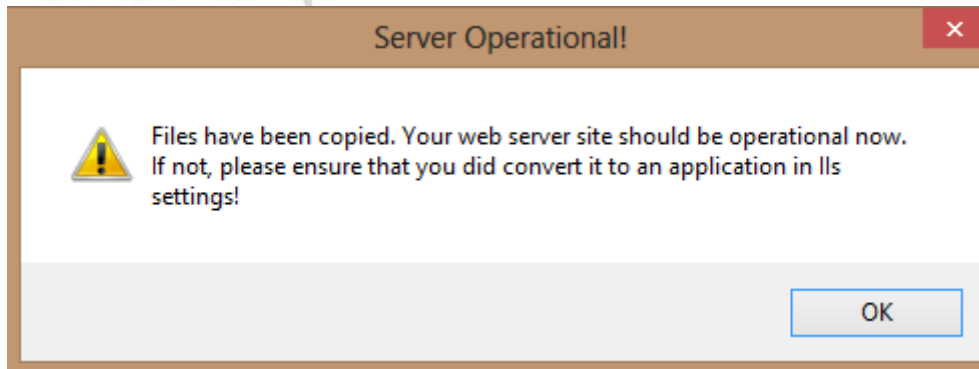 Server Operational!
Files have been copied. Your web server site should be operational now.
If not, please ensure that you did convert it to an application in IIs
settings!
OK